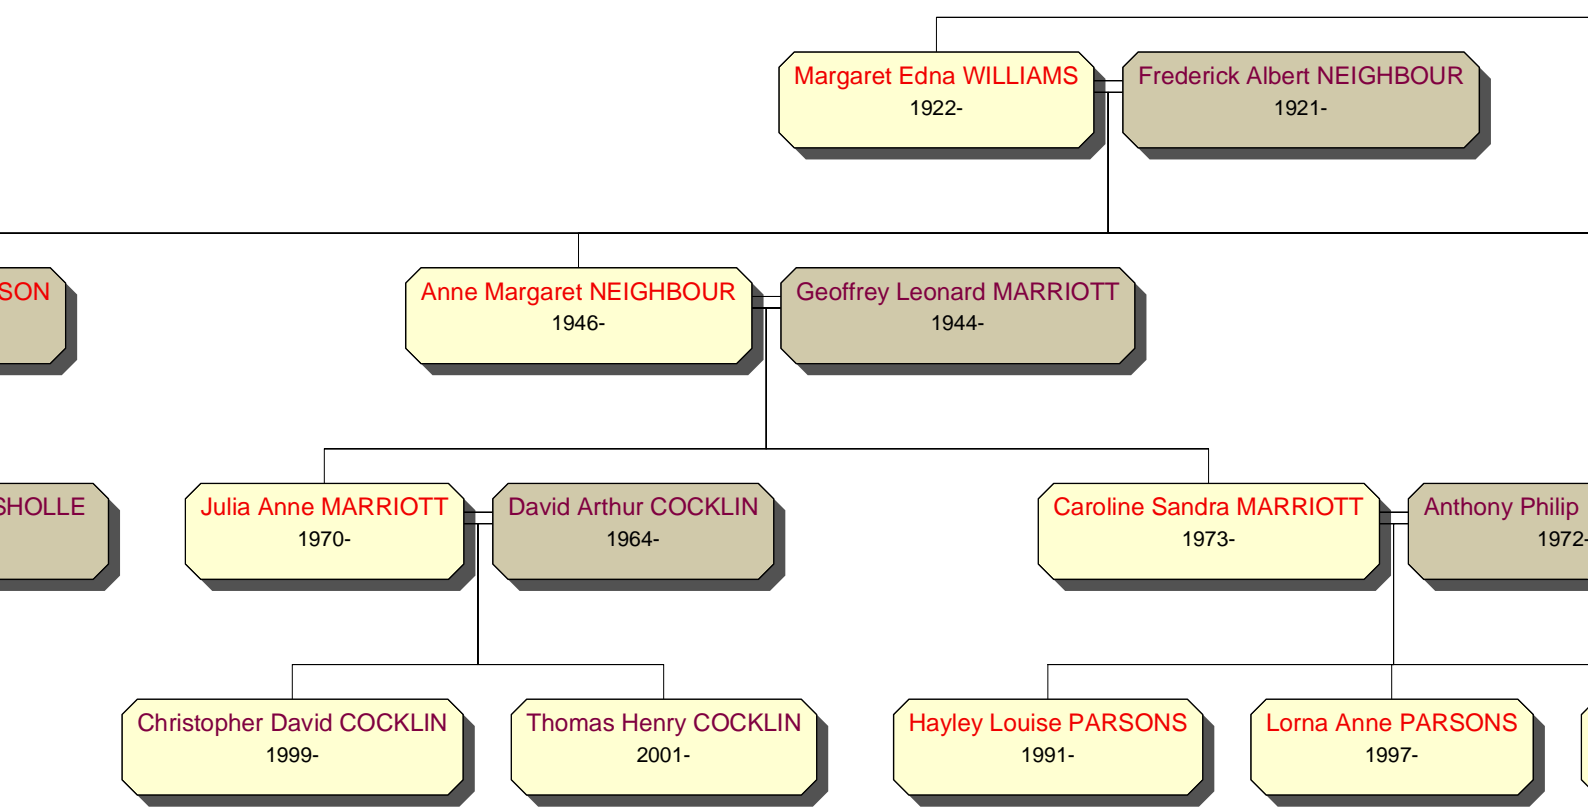 Margaret Edna WILLIAMS
1922-
Frederick Albert NEIGHBOUR
1921-
SON
Anne Margaret NEIGHBOUR
1946-
Geoffrey Leonard MARRIOTT
1944-
SHOLLE
Julia Anne MARRIOTT
1970-
David Arthur COCKLIN
1964-
Caroline Sandra MARRIOTT
1973-
Anthony Philip
1972-
Christopher David COCKLIN
1999-
Thomas Henry COCKLIN
2001-
Hayley Louise PARSONS
1991-
Lorna Anne PARSONS
1997-